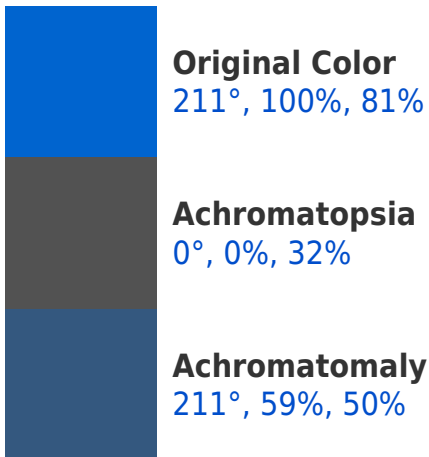 Original Color
211°, 100%, 81%
Achromatopsia
0°, 0%, 32%
Achromatomaly
211°, 59%, 50%